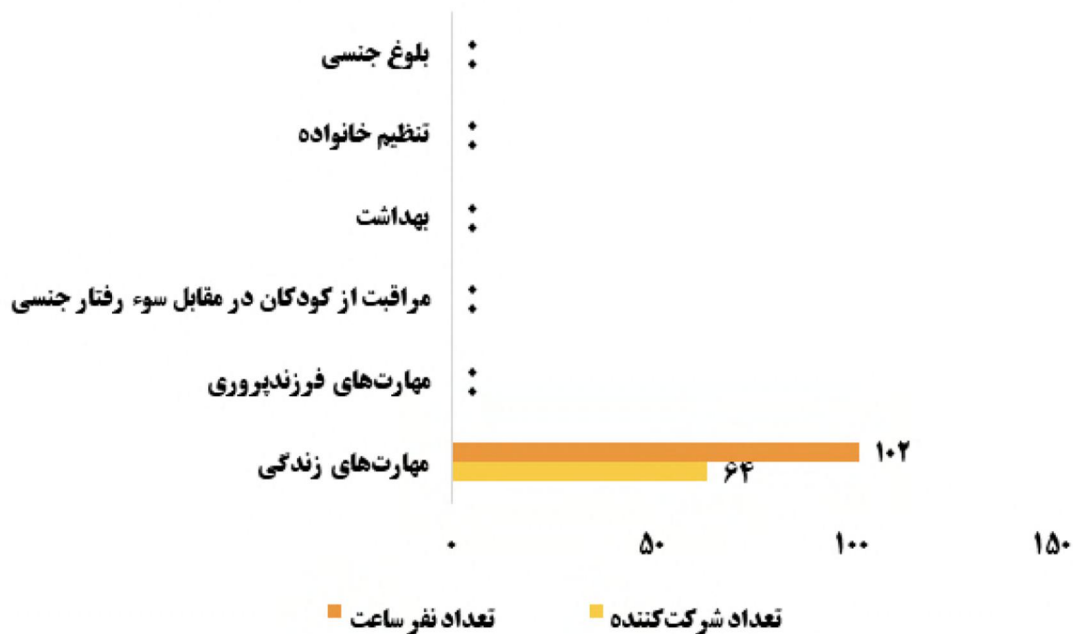 بلوغ جنسی ۰
۰
تنظیم خانواده ۰
۰
بهداشت ۰
۰
مراقبت از کودکان در مقابل سوء رفتار جنسی ۰
۰
مهارت‌های فرزندپروری ۰
۰
مهارت‌های زندگی ۱۰۲
۶۴
۰ ۵۰ ۱۰۰ ۱۵۰
تعداد شرکت‌کننده تعداد نفر ساعت